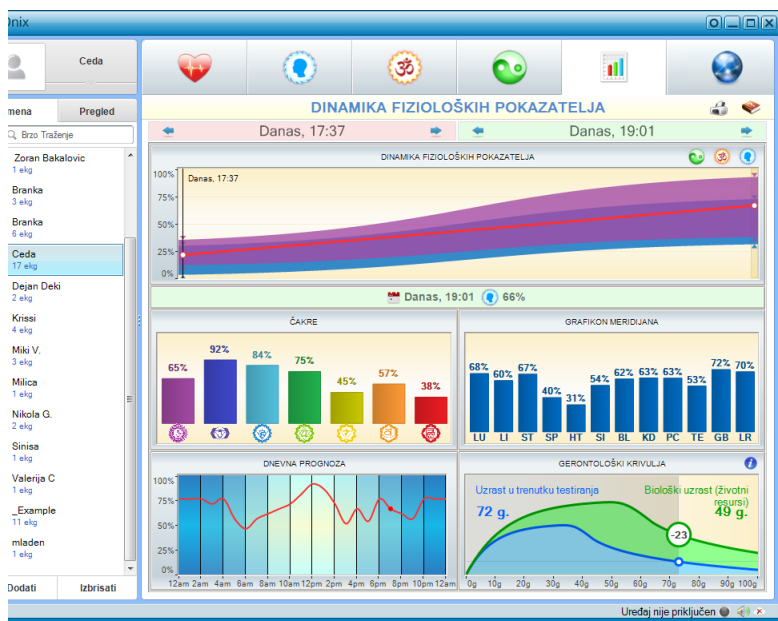 Onix
Ceda
mena
Pregled
Brzo Traženje
Zoran Bakalovic
1 ekg
Branka
3 ekg
Branka
6 ekg
Ceda
17 ekg
Dejan Deki
2 ekg
Krissi
4 ekg
Miki V.
3 ekg
Milica
1 ekg
Nikola G.
2 ekg
Sinisa
1 ekg
Valerija C
1 ekg
_Example
11 ekg
mladen
1 ekg
Dodati
Izbrisati
DINAMIKA FIZIOLOŠKIH POKAZATELJA
Danas, 17:37
Danas, 19:01
DINAMIKA FIZIOLOŠKIH POKAZATELJA
100%
75%
50%
25%
0%
Danas, 17:37
Danas, 19:01 66%
ČAKRE
65% 92% 84% 75% 45% 57% 38%
GRAFIKON MERIDIJANA
68% 60% 67% 40% 31% 54% 62% 63% 63% 53% 72% 70%
LU LI ST SP HT SI BL KD PC TE GB LR
DNEVNA PROGNOZA
100%
75%
50%
25%
0%
12am 2am 4am 6am 8am 10am 12pm 2pm 4pm 6pm 8pm 10pm 12am
GERONTOLOŠKI KRIVULJA
Uzrast u trenutku testiranja
72 g.
Biološki uzrast (životni
resursi)
49 g.
-23
0g 10g 20g 30g 40g 50g 60g 70g 80g 90g 100g
Uređaj nije priključen